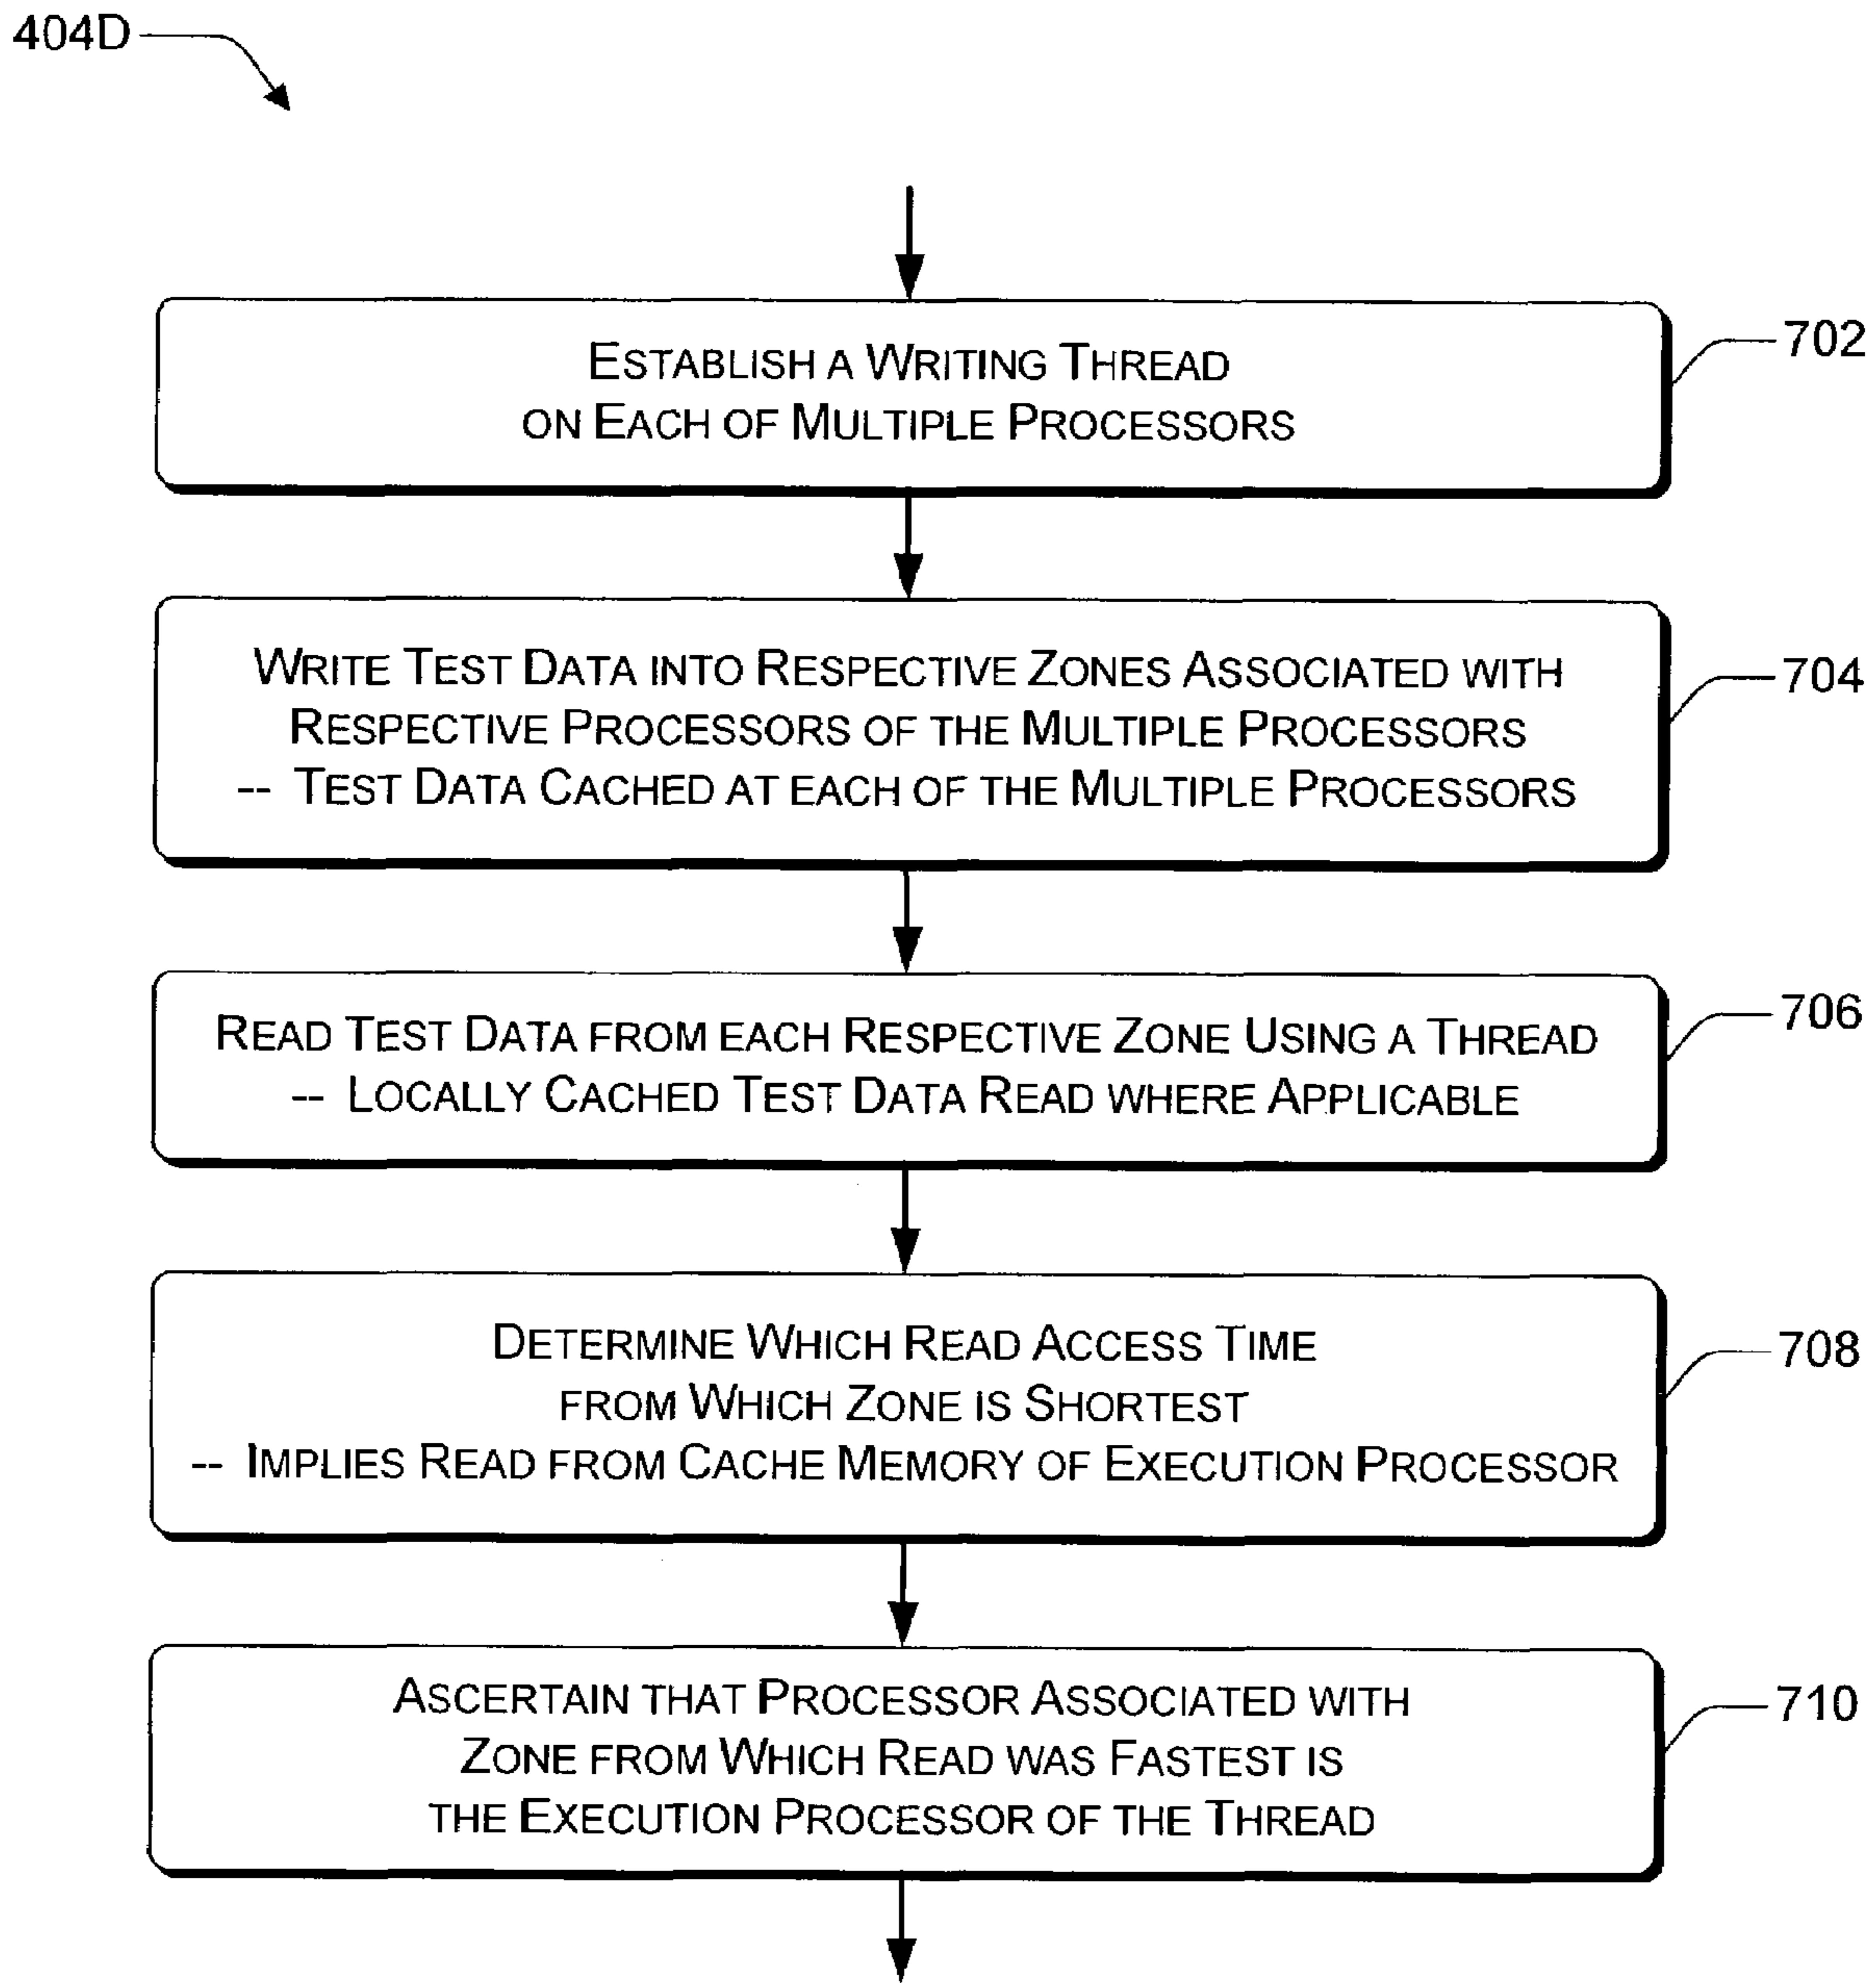 404D
ESTABLISH A WRITING THREAD
ON EACH OF MULTIPLE PROCESSORS
702
WRITE TEST DATA INTO RESPECTIVE ZONES ASSOCIATED WITH
RESPECTIVE PROCESSORS OF THE MULTIPLE PROCESSORS
-- TEST DATA CACHED AT EACH OF THE MULTIPLE PROCESSORS
704
READ TEST DATA FROM EACH RESPECTIVE ZONE USING A THREAD
-- LOCALLY CACHED TEST DATA READ WHERE APPLICABLE
706
DETERMINE WHICH READ ACCESS TIME
FROM WHICH ZONE IS SHORTEST
-- IMPLIES READ FROM CACHE MEMORY OF EXECUTION PROCESSOR
708
ASCERTAIN THAT PROCESSOR ASSOCIATED WITH
ZONE FROM WHICH READ WAS FASTEST IS
THE EXECUTION PROCESSOR OF THE THREAD
710